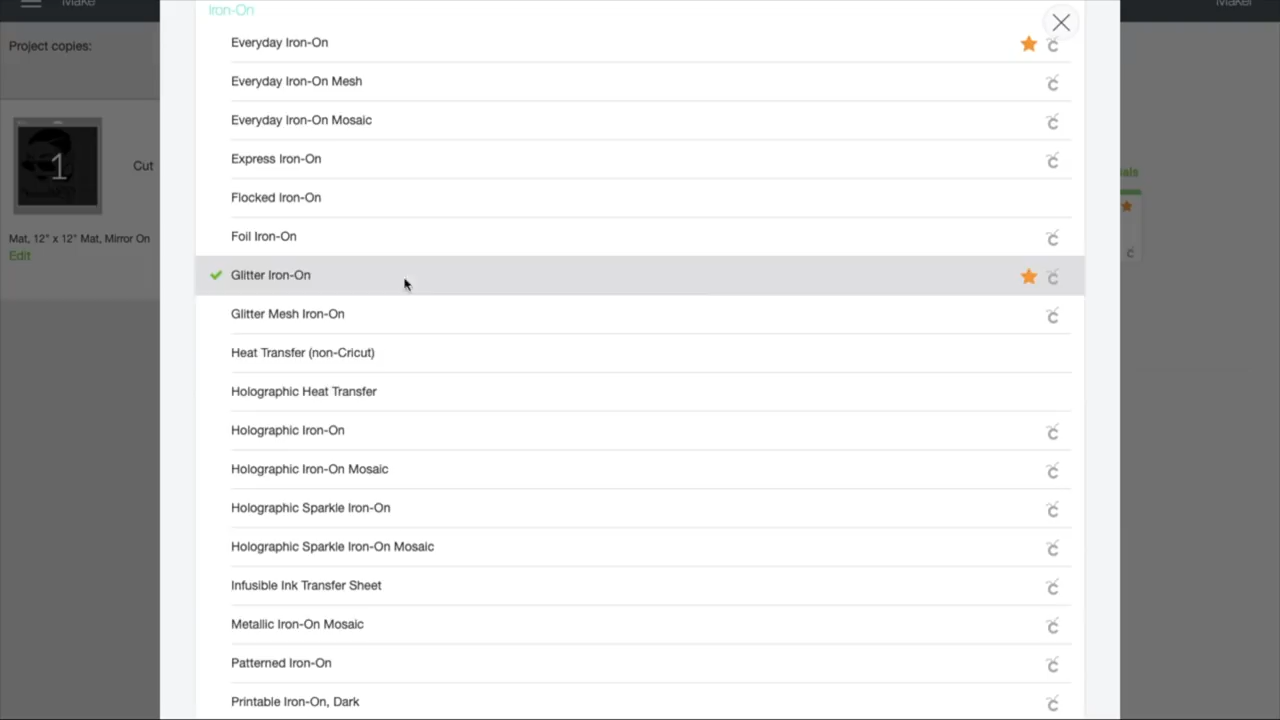 Make
Maker
Iron-On
Project copies:
Everyday Iron-On
Everyday Iron-On Mesh
Everyday Iron-On Mosaic
Express Iron-On
1
Cut
Flocked Iron-On
Foil Iron-On
Mat, 12" x 12" Mat, Mirror On
Edit
Glitter Iron-On
Glitter Mesh Iron-On
Heat Transfer (non-Cricut)
Holographic Heat Transfer
Holographic Iron-On
Holographic Iron-On Mosaic
Holographic Sparkle Iron-On
Holographic Sparkle Iron-On Mosaic
Infusible Ink Transfer Sheet
Metallic Iron-On Mosaic
Patterned Iron-On
Printable Iron-On, Dark